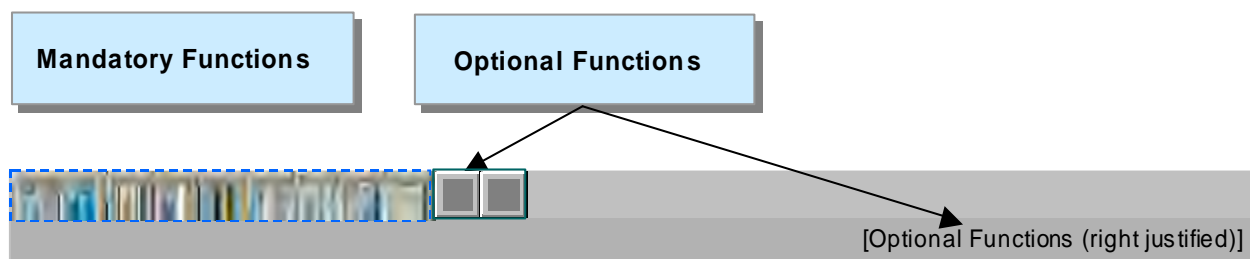 Mandatory Functions
Optional Functions
[Optional Functions (right justified)]